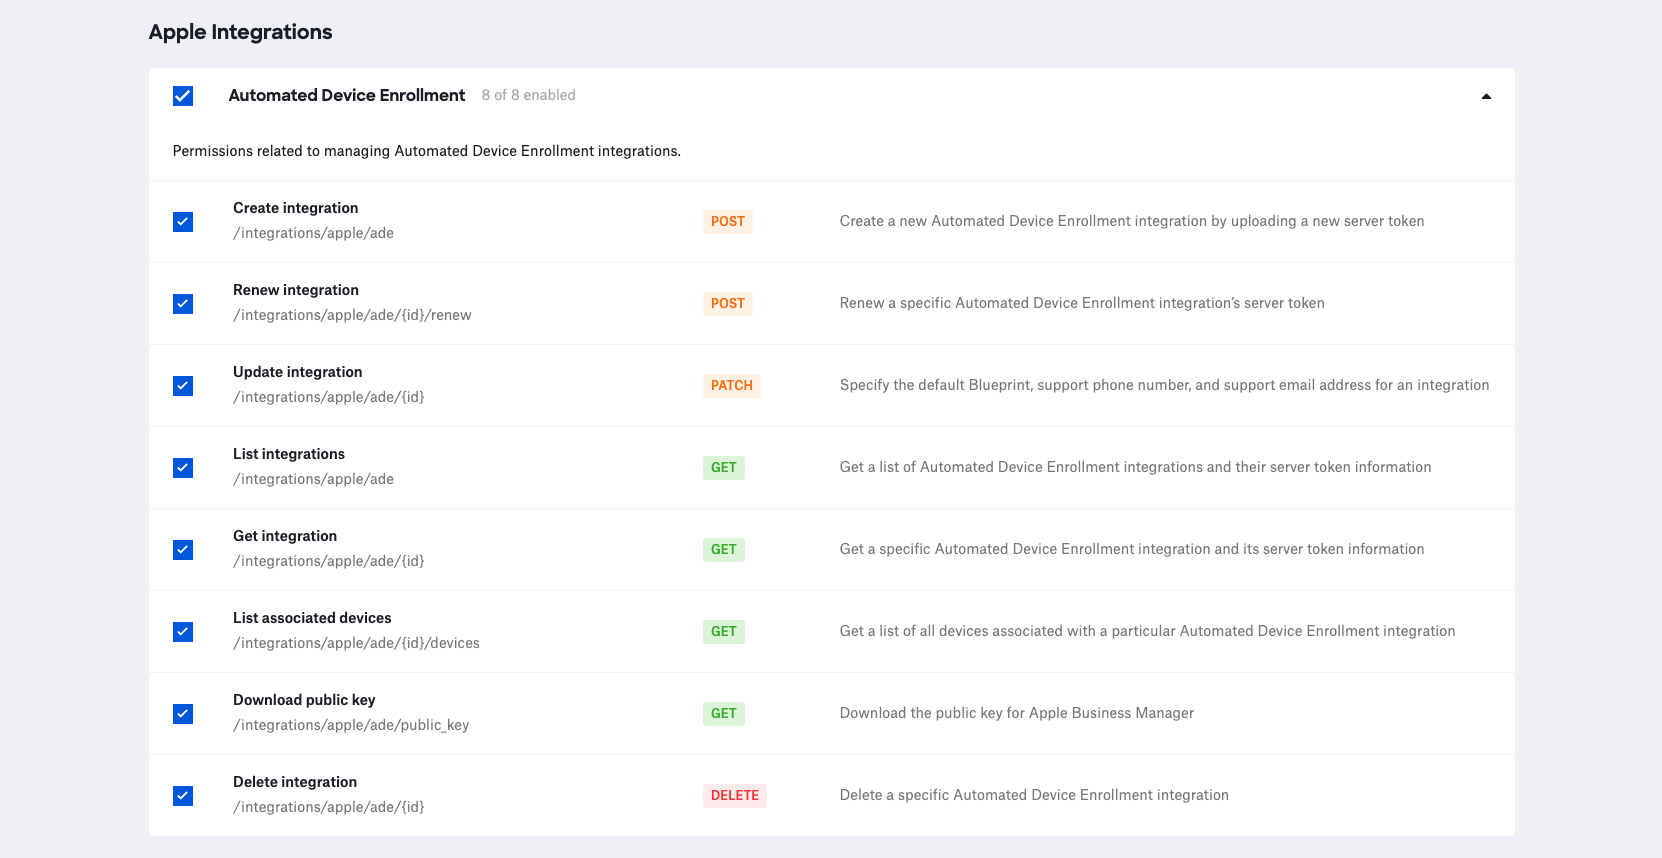 Apple Integrations
Automated Device Enrollment 8 of 8 enabled
Permissions related to managing Automated Device Enrollment integrations.
Create integration
/integrations/apple/ade
POST
Create a new Automated Device Enrollment integration by uploading a new server token
Renew integration
/integrations/apple/ade/{id}/renew
POST
Renew a specific Automated Device Enrollment integration's server token
Update integration
/integrations/apple/ade/{id}
PATCH
Specify the default Blueprint, support phone number, and support email address for an integration
List integrations
/integrations/apple/ade
GET
Get a list of Automated Device Enrollment integrations and their server token information
Get integration
/integrations/apple/ade/{id}
GET
Get a specific Automated Device Enrollment integration and its server token information
List associated devices
/integrations/apple/ade/{id}/devices
GET
Get a list of all devices associated with a particular Automated Device Enrollment integration
Download public key
/integrations/apple/ade/public_key
GET
Download the public key for Apple Business Manager
Delete integration
/integrations/apple/ade/{id}
DELETE
Delete a specific Automated Device Enrollment integration